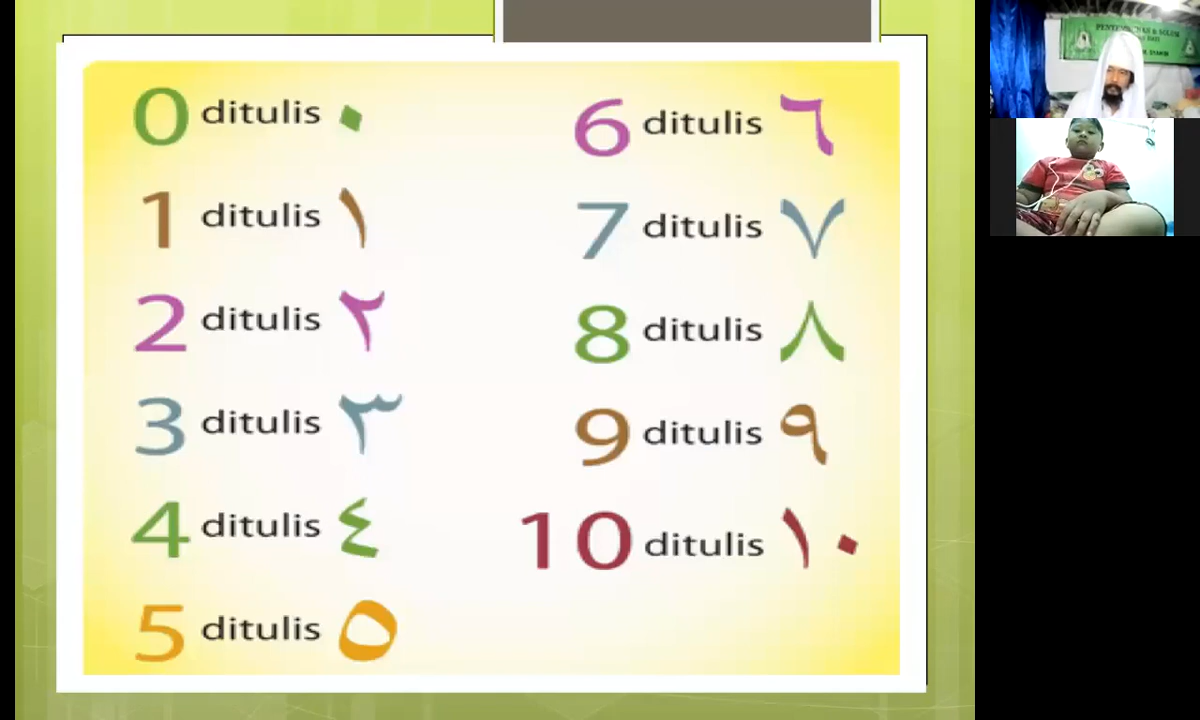 0 ditulis ٠
1 ditulis ١
2 ditulis ٢
3 ditulis ٣
4 ditulis ٤
5 ditulis ٥
6 ditulis ٦
7 ditulis ٧
8 ditulis ٨
9 ditulis ٩
10 ditulis ١٠